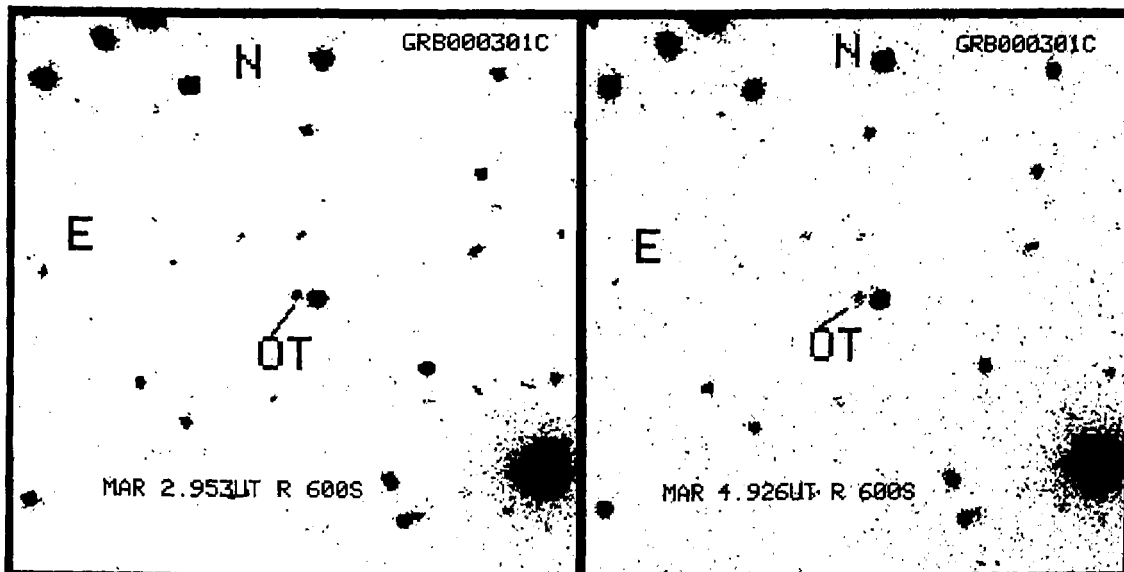 GRB000301C
N
E
OT
MAR 2.953UT R 600S
GRB000301C
N
E
OT
MAR 4.926UT R 600S